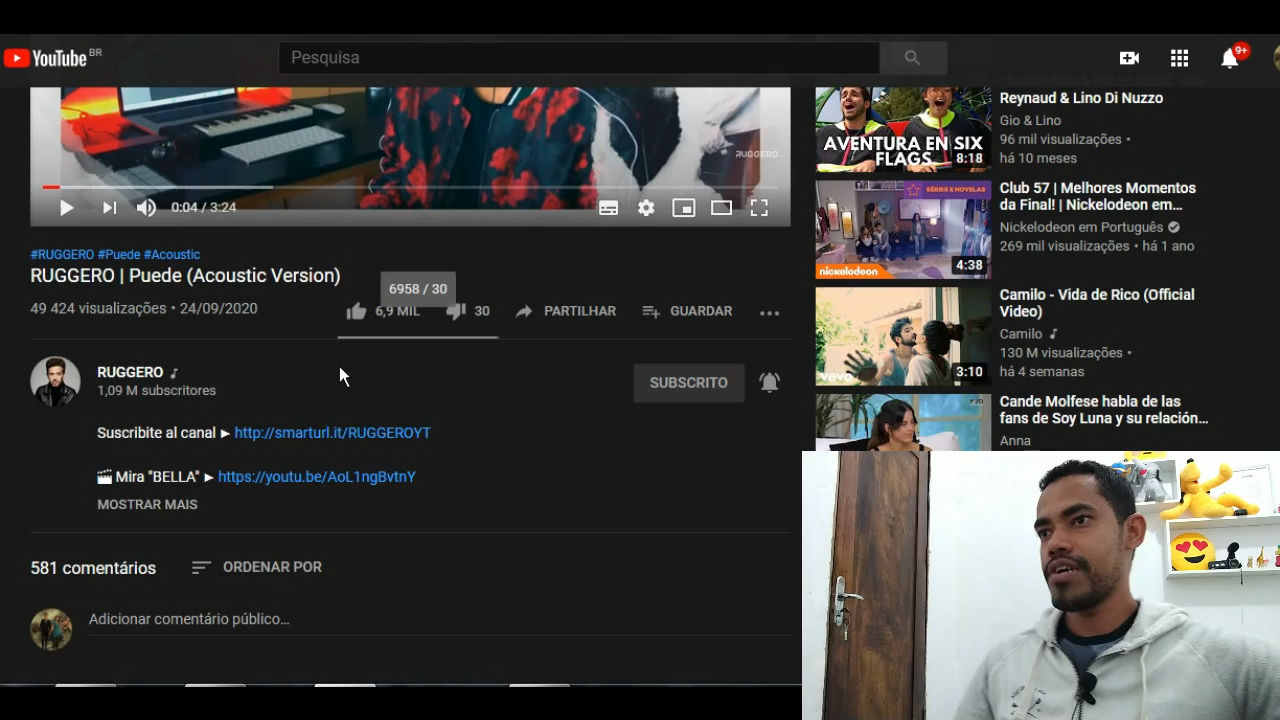 YouTube BR
Pesquisa
9+
RUGGERO
0:04 / 3:24
#RUGGERO #Puede #Acoustic
RUGGERO | Puede (Acoustic Version)
49 424 visualizações • 24/09/2020
6958 / 30
6,9 MIL
30
PARTILHAR
GUARDAR
RUGGERO
1,09 M subscritores
SUBSCRITO
Suscribite al canal ► http://smarturl.it/RUGGEROYT
Mira "BELLA" ► https://youtu.be/AoL1ngBvtnY
MOSTRAR MAIS
581 comentários
ORDENAR POR
Adicionar comentário público...
AVENTURA EN SIX
FLAGS
8:18
Reynaud & Lino Di Nuzzo
Gio & Lino
96 mil visualizações •
há 10 meses
SÉRIES E NOVELAS
nickelodeon
4:38
Club 57 | Melhores Momentos
da Final! | Nickelodeon em...
Nickelodeon em Português
269 mil visualizações • há 1 ano
vevo
3:10
Camilo - Vida de Rico (Official
Video)
Camilo
130 M visualizações •
há 4 semanas
Cande Molfese habla de las
fans de Soy Luna y su relación...
Anna